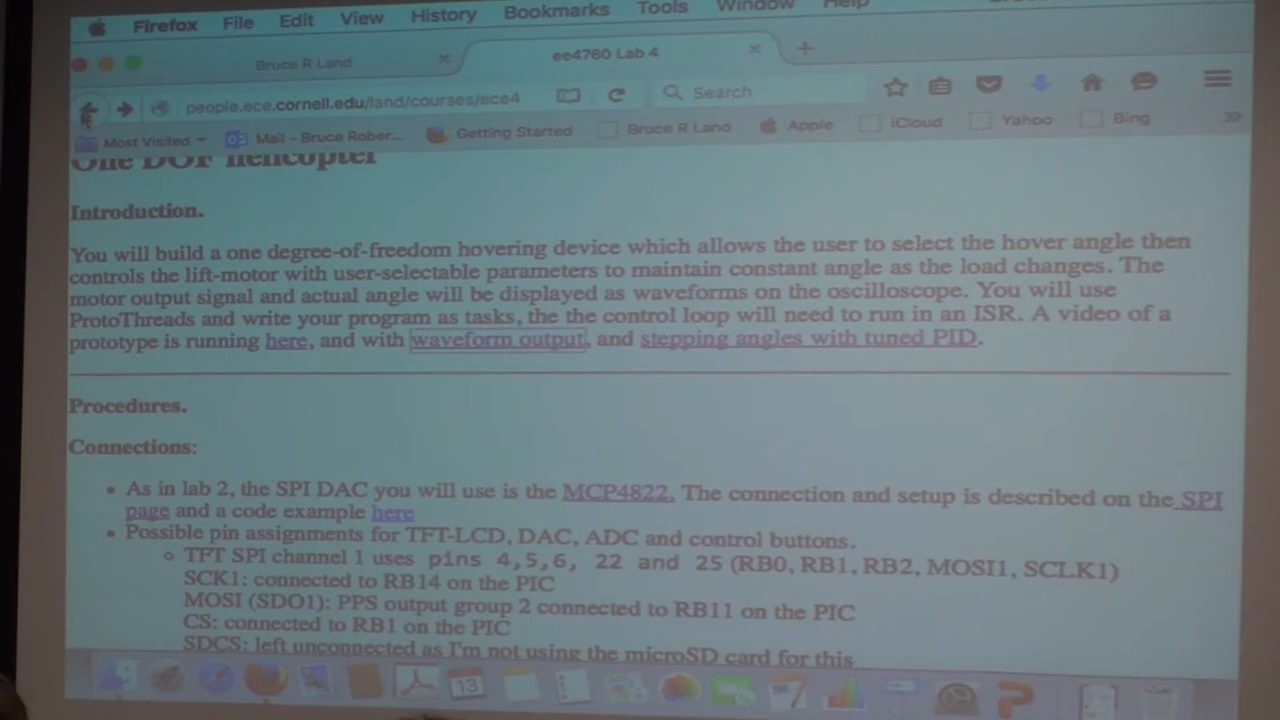 Firefox File Edit View History Bookmarks Tools Window Help
Bruce R Land
ee4760 Lab 4
people.ece.cornell.edu/land/courses/ece4
Search
Most Visited
Mail - Bruce Rober...
Getting Started
Bruce R Land
Apple
iCloud
Yahoo
Bing
One DOF helicopter
Introduction.
You will build a one degree-of-freedom hovering device which allows the user to select the hover angle then
controls the lift-motor with user-selectable parameters to maintain constant angle as the load changes. The
motor output signal and actual angle will be displayed as waveforms on the oscilloscope. You will use
ProtoThreads and write your program as tasks, the the control loop will need to run in an ISR. A video of a
prototype is running here, and with waveform output, and stepping angles with tuned PID.
Procedures.
Connections:
• As in lab 2, the SPI DAC you will use is the MCP4822. The connection and setup is described on the SPI
page and a code example here
• Possible pin assignments for TFT-LCD, DAC, ADC and control buttons.
○ TFT SPI channel 1 uses pins 4,5,6, 22 and 25 (RB0, RB1, RB2, MOSI1, SCLK1)
SCK1: connected to RB14 on the PIC
MOSI (SDO1): PPS output group 2 connected to RB11 on the PIC
CS: connected to RB1 on the PIC
SDCS: left unconnected as I'm not using the microSD card for this
13